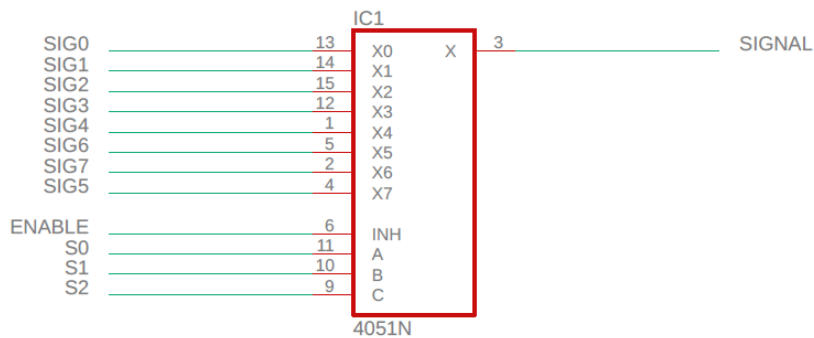 IC1
SIG0 13 X0 X 3 SIGNAL
SIG1 14 X1
SIG2 15 X2
SIG3 12 X3
SIG4 1 X4
SIG6 5 X5
SIG7 2 X6
SIG5 4 X7
ENABLE 6 INH
S0 11 A
S1 10 B
S2 9 C
4051N